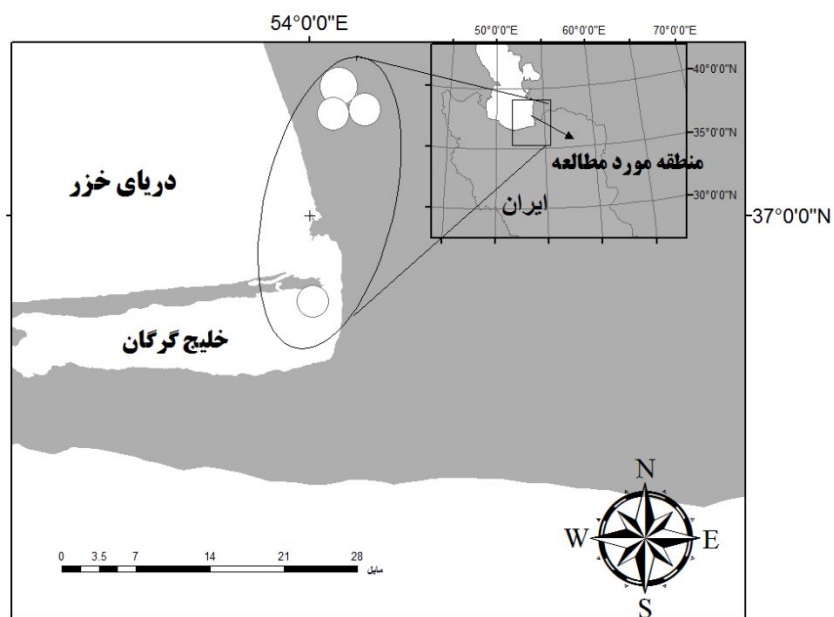 54°0'0"E
50°0'0"E 60°0'0"E 70°0'0"E
40°0'0"N
35°0'0"N
منطقه مورد مطالعه
30°0'0"N
ایران
دریای خزر
37°0'0"N
خلیج گرگان
N
W E
S
0 3.5 7 14 21 28
مایل